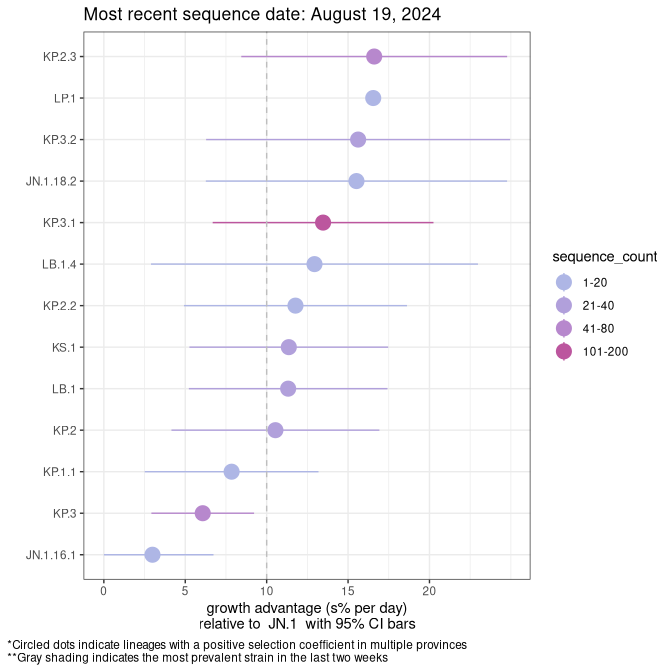 Most recent sequence date: August 19, 2024
KP.2.3
LP.1
KP.3.2
JN.1.18.2
KP.3.1
LB.1.4
KP.2.2
KS.1
LB.1
KP.2
KP.1.1
KP.3
JN.1.16.1
0 5 10 15 20
growth advantage (s% per day)
relative to JN.1 with 95% CI bars
sequence_count
1-20
21-40
41-80
101-200
*Circled dots indicate lineages with a positive selection coefficient in multiple provinces
**Gray shading indicates the most prevalent strain in the last two weeks